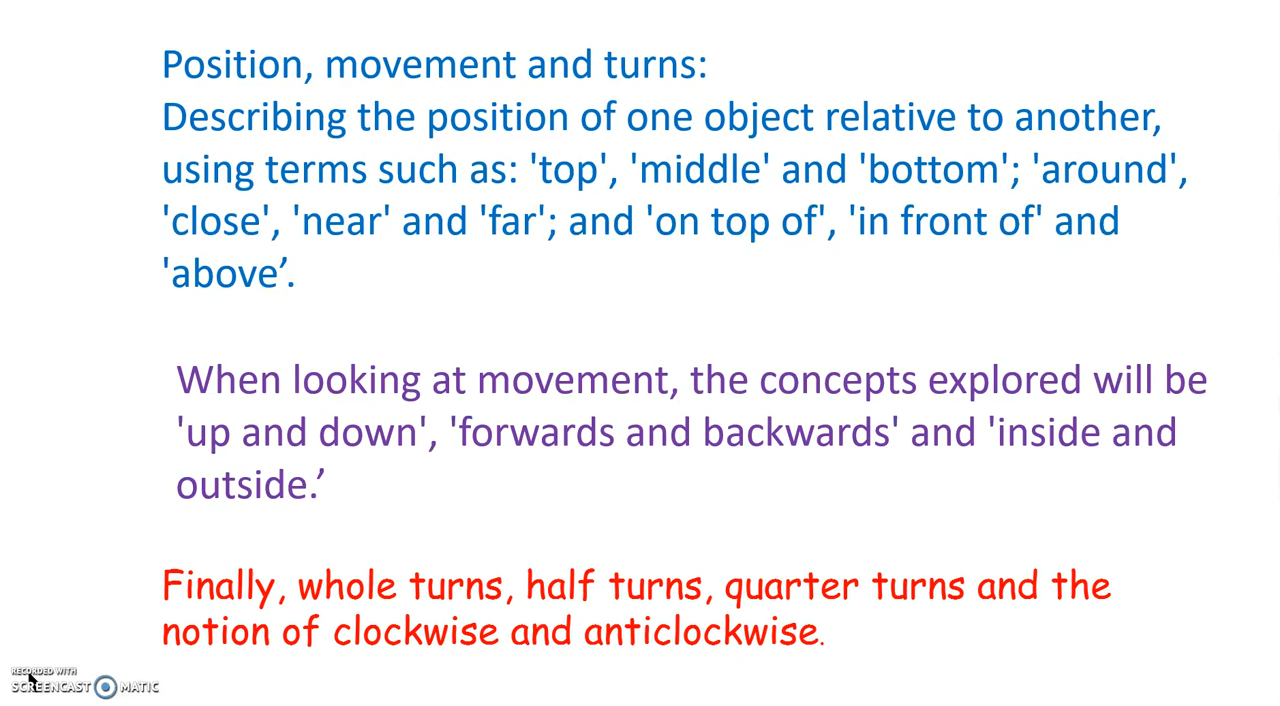 Position, movement and turns:
Describing the position of one object relative to another,
using terms such as: 'top', 'middle' and 'bottom'; 'around',
'close', 'near' and 'far'; and 'on top of', 'in front of' and
'above’.
When looking at movement, the concepts explored will be
'up and down', 'forwards and backwards' and 'inside and
outside.’
Finally, whole turns, half turns, quarter turns and the
notion of clockwise and anticlockwise.
RECORDED WITH
SCREENCAST MATIC